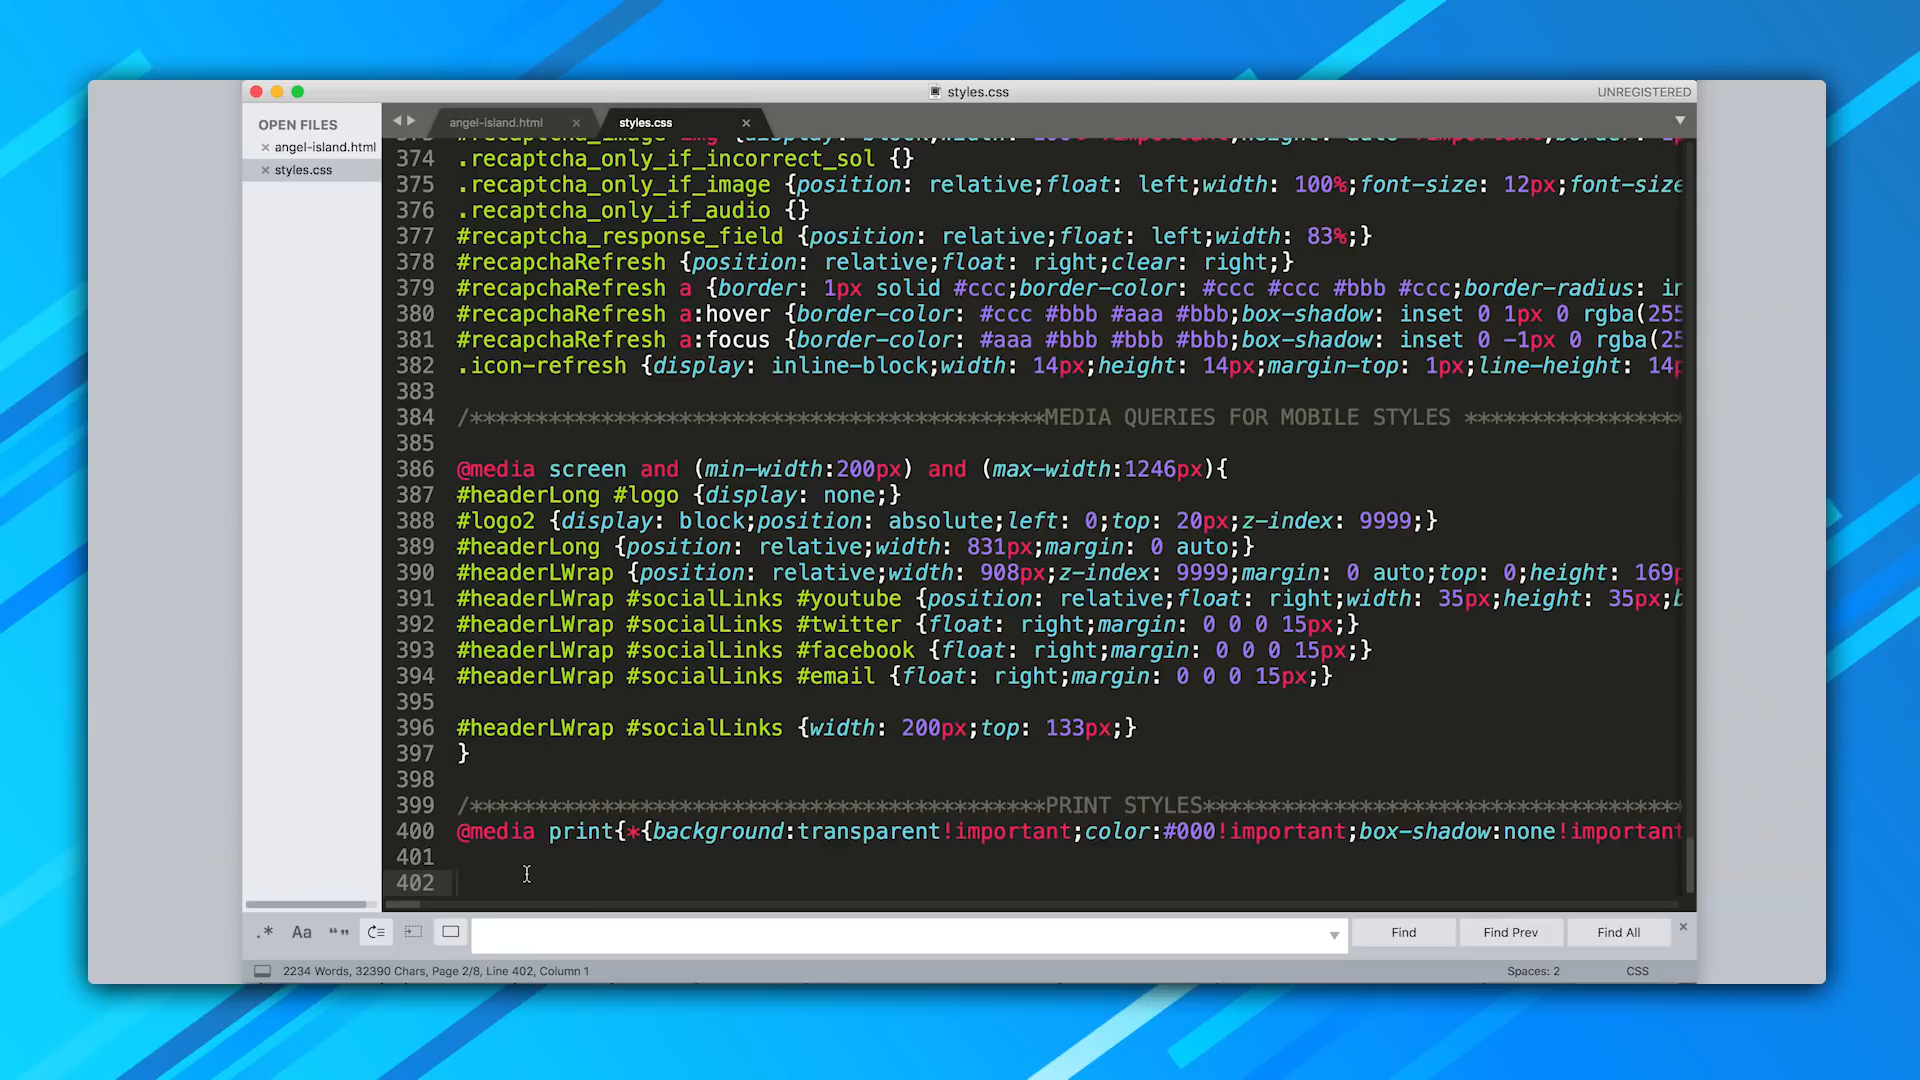 styles.css
UNREGISTERED
OPEN FILES
angel-island.html
styles.css
angel-island.html
styles.css
374 .recaptcha_only_if_incorrect_sol {}
375 .recaptcha_only_if_image {position: relative;float: left;width: 100%;font-size: 12px;font-size
376 .recaptcha_only_if_audio {}
377 #recaptcha_response_field {position: relative;float: left;width: 83%;}
378 #recapchaRefresh {position: relative;float: right;clear: right;}
379 #recapchaRefresh a {border: 1px solid #ccc;border-color: #ccc #ccc #bbb #ccc;border-radius: in
380 #recapchaRefresh a:hover {border-color: #ccc #bbb #aaa #bbb;box-shadow: inset 0 1px 0 rgba(255
381 #recapchaRefresh a:focus {border-color: #aaa #bbb #bbb #bbb;box-shadow: inset 0 -1px 0 rgba(25
382 .icon-refresh {display: inline-block;width: 14px;height: 14px;margin-top: 1px;line-height: 14p
383
384 /********************************************MEDIA QUERIES FOR MOBILE STYLES *****************
385
386 @media screen and (min-width:200px) and (max-width:1246px){
387 #headerLong #logo {display: none;}
388 #logo2 {display: block;position: absolute;left: 0;top: 20px;z-index: 9999;}
389 #headerLong {position: relative;width: 831px;margin: 0 auto;}
390 #headerLWrap {position: relative;width: 908px;z-index: 9999;margin: 0 auto;top: 0;height: 169p
391 #headerLWrap #socialLinks #youtube {position: relative;float: right;width: 35px;height: 35px;b
392 #headerLWrap #socialLinks #twitter {float: right;margin: 0 0 0 15px;}
393 #headerLWrap #socialLinks #facebook {float: right;margin: 0 0 0 15px;}
394 #headerLWrap #socialLinks #email {float: right;margin: 0 0 0 15px;}
395
396 #headerLWrap #socialLinks {width: 200px;top: 133px;}
397 }
398
399 /********************************************PRINT STYLES*************************************
400 @media print{*{background:transparent!important;color:#000!important;box-shadow:none!important
401
402
.* Aa “” Find Find Prev Find All
2234 Words, 32390 Chars, Page 2/8, Line 402, Column 1
Spaces: 2
CSS